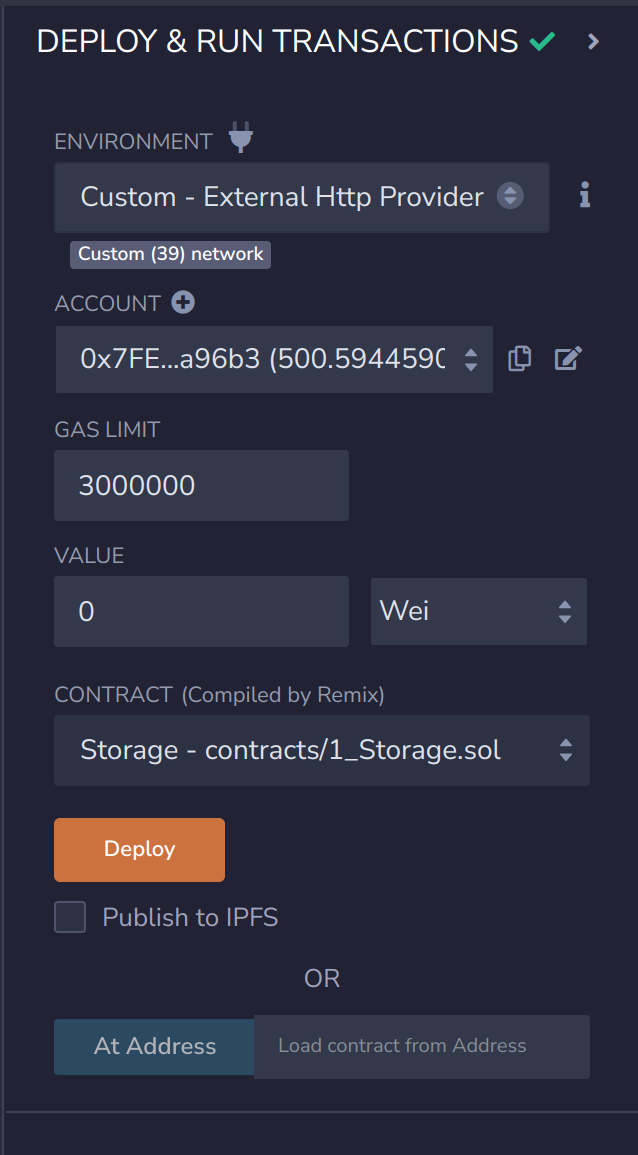 DEPLOY & RUN TRANSACTIONS
ENVIRONMENT
Custom - External Http Provider
Custom (39) network
ACCOUNT
0x7FE...a96b3 (500.5944590
GAS LIMIT
3000000
VALUE
0 Wei
CONTRACT (Compiled by Remix)
Storage - contracts/1_Storage.sol
Deploy
Publish to IPFS
OR
At Address Load contract from Address